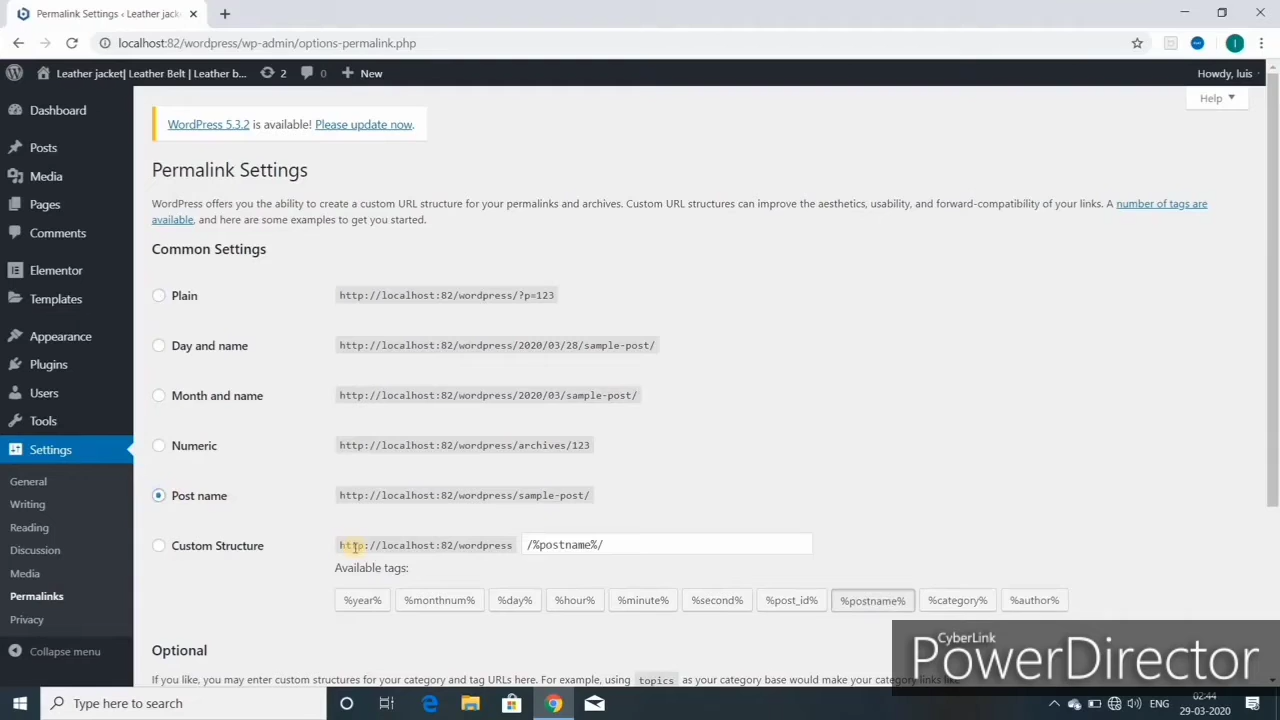 Permalink Settings ‹ Leather jack
localhost:82/wordpress/wp-admin/options-permalink.php
Leather jacket| Leather Belt | Leather b... 2 0 New
Howdy, luis
Help
Dashboard
Posts
Media
Pages
Comments
Elementor
Templates
Appearance
Plugins
Users
Tools
Settings
General
Writing
Reading
Discussion
Media
Permalinks
Privacy
Collapse menu
WordPress 5.3.2 is available! Please update now.
Permalink Settings
WordPress offers you the ability to create a custom URL structure for your permalinks and archives. Custom URL structures can improve the aesthetics, usability, and forward-compatibility of your links. A number of tags are
available, and here are some examples to get you started.
Common Settings
Plain http://localhost:82/wordpress/?p=123
Day and name http://localhost:82/wordpress/2020/03/28/sample-post/
Month and name http://localhost:82/wordpress/2020/03/sample-post/
Numeric http://localhost:82/wordpress/archives/123
Post name http://localhost:82/wordpress/sample-post/
Custom Structure http://localhost:82/wordpress /%postname%/
Available tags:
%year% %monthnum% %day% %hour% %minute% %second% %post_id% %postname% %category% %author%
Optional
If you like, you may enter custom structures for your category and tag URLs here. For example, using topics as your category base would make your category links like
CyberLink
PowerDirector
Type here to search
ENG
02:44
29-03-2020